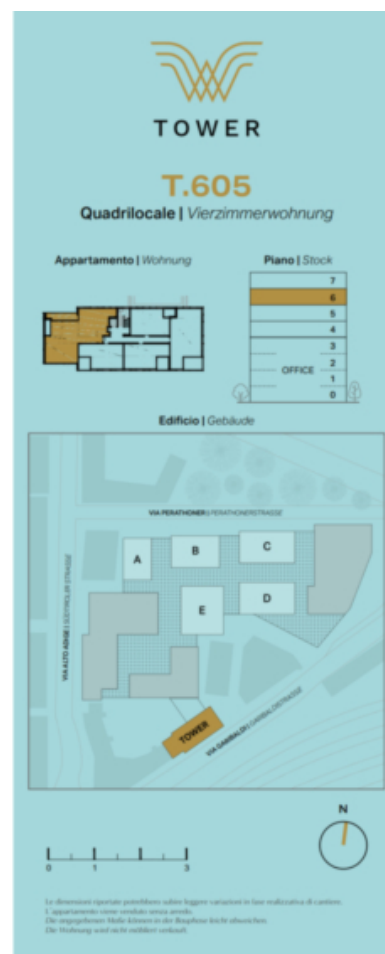 TOWER
T.605
Quadrilocale | Vierzimmerwohnung
Appartamento | Wohnung
Piano | Stock
7
6
5
4
3
2
OFFICE
1
0
Edificio | Gebäude
VIA PERATHONER | PERATHONERSTRASSE
VIA ALTO ADIGE | SÜDTIROLER STRASSE
A
B
C
E
D
TOWER
VIA GARIBALDI | GARIBALDISTRASSE
N
0 1 3
Le dimensioni riportate potrebbero subire leggere variazioni in fase realizzativa di cantiere.
L'appartamento viene venduto senza arredo.
Die angegebenen Maße können in der Bauphase leicht abweichen.
Die Wohnung wird nicht möbliert verkauft.